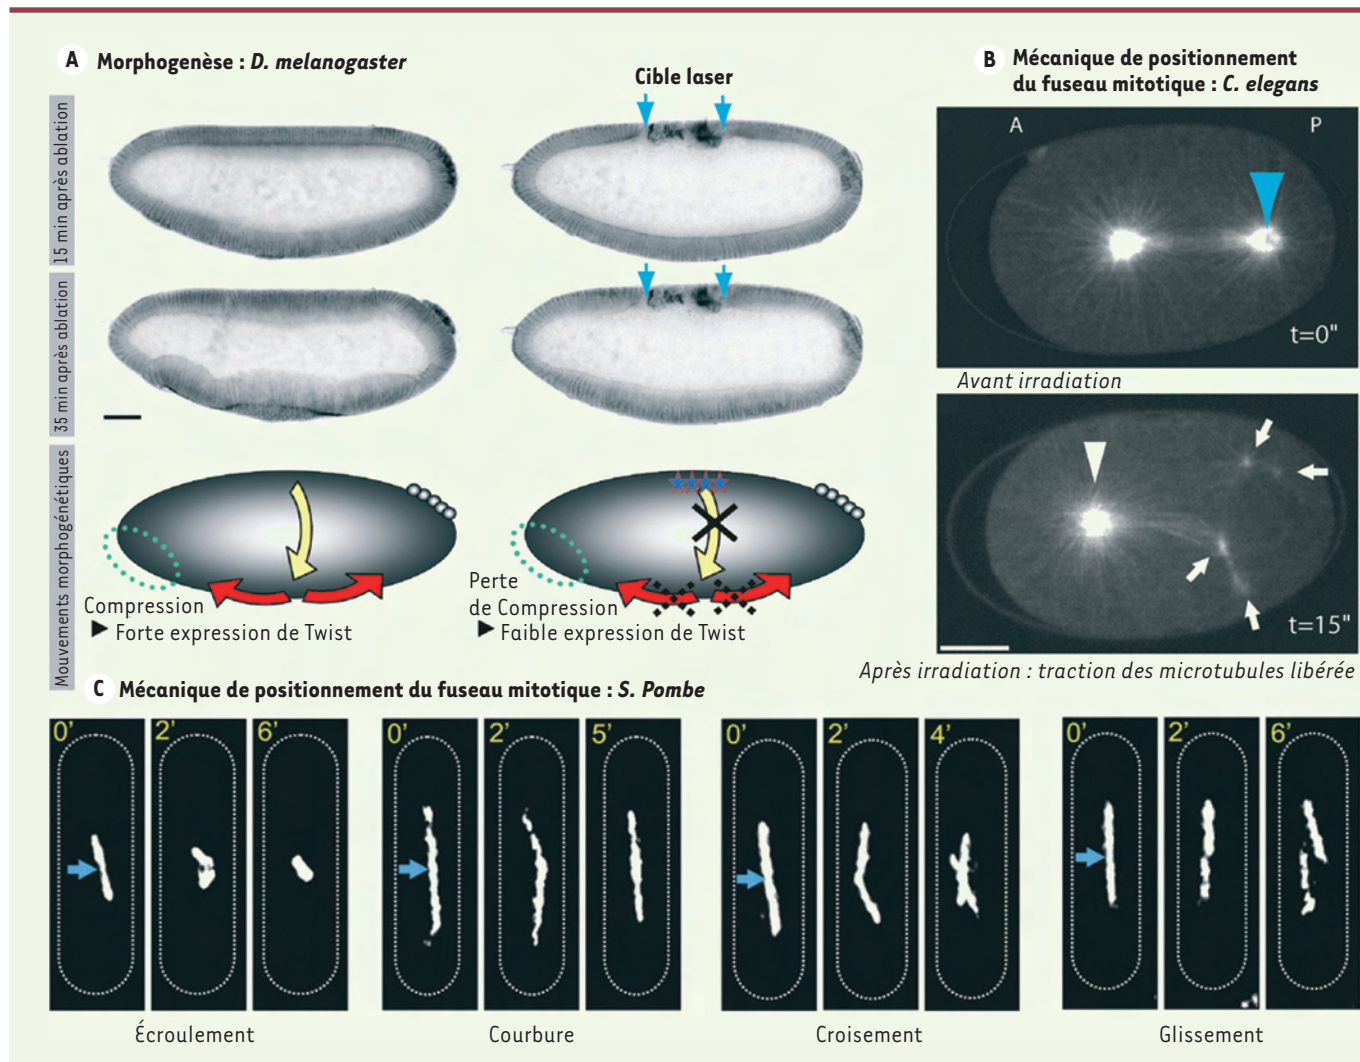 A Morphogenèse : D. melanogaster
Cible laser
15 min après ablation
35 min après ablation
Mouvements morphogénétiques
Compression
► Forte expression de Twist
Perte
de Compression
► Faible expression de Twist
B Mécanique de positionnement
du fuseau mitotique : C. elegans
A P
t=0"
Avant irradiation
t=15"
Après irradiation : traction des microtubules libérée
C Mécanique de positionnement du fuseau mitotique : S. Pombe
0' 2' 6' 0' 2' 5' 0' 2' 4' 0' 2' 6'
Écroulement Courbure Croisement Glissement